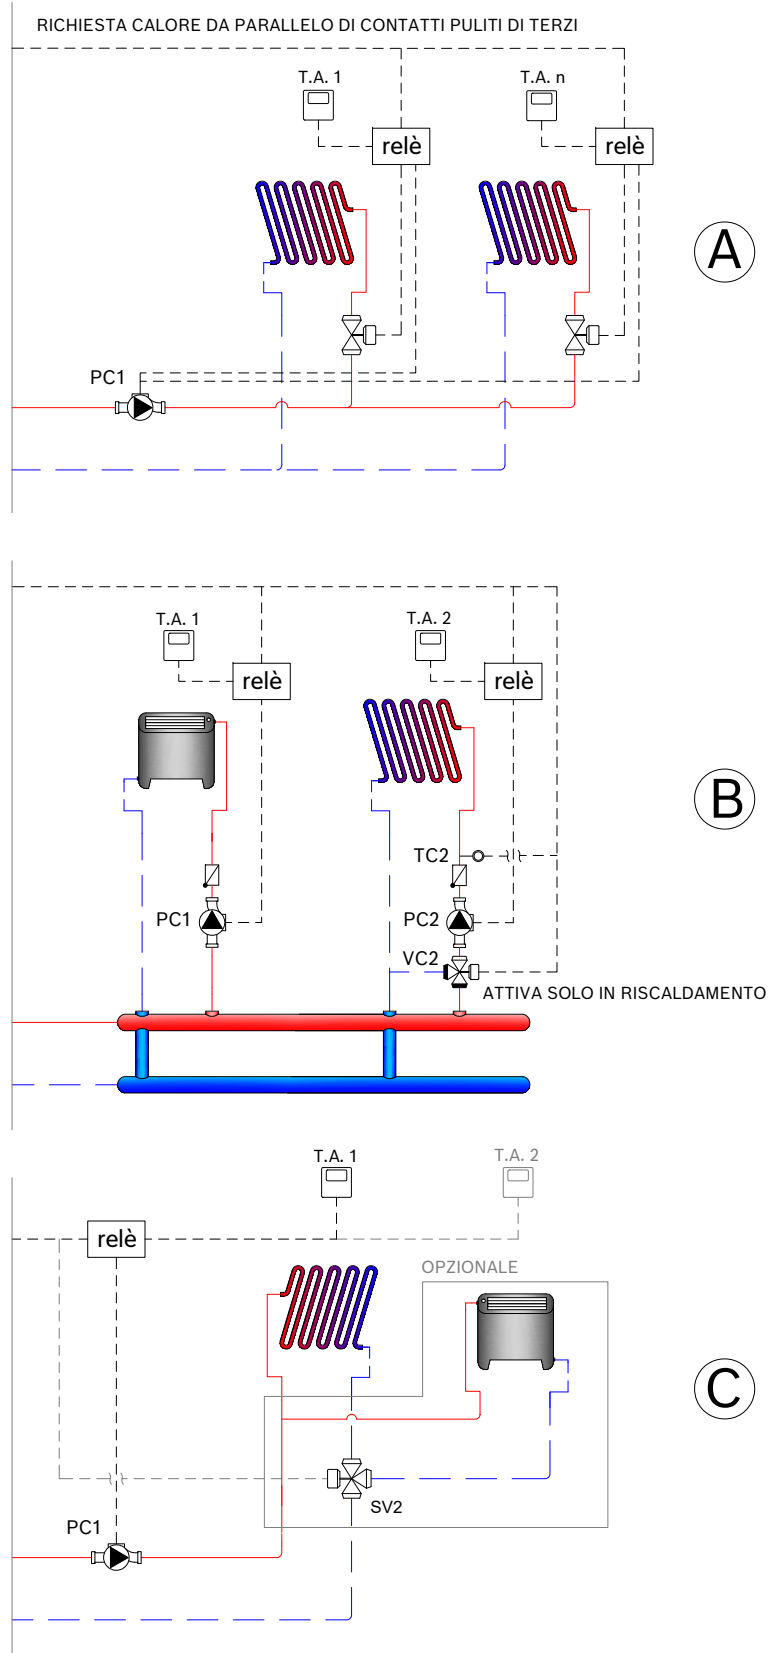 RICHIESTA CALORE DA PARALLELO DI CONTATTI PULITI DI TERZI
T.A. 1
T.A. n
relè
relè
A
PC1
T.A. 1
T.A. 2
relè
relè
B
TC2
PC1
PC2
VC2
ATTIVA SOLO IN RISCALDAMENTO
T.A. 1
T.A. 2
relè
OPZIONALE
C
SV2
PC1